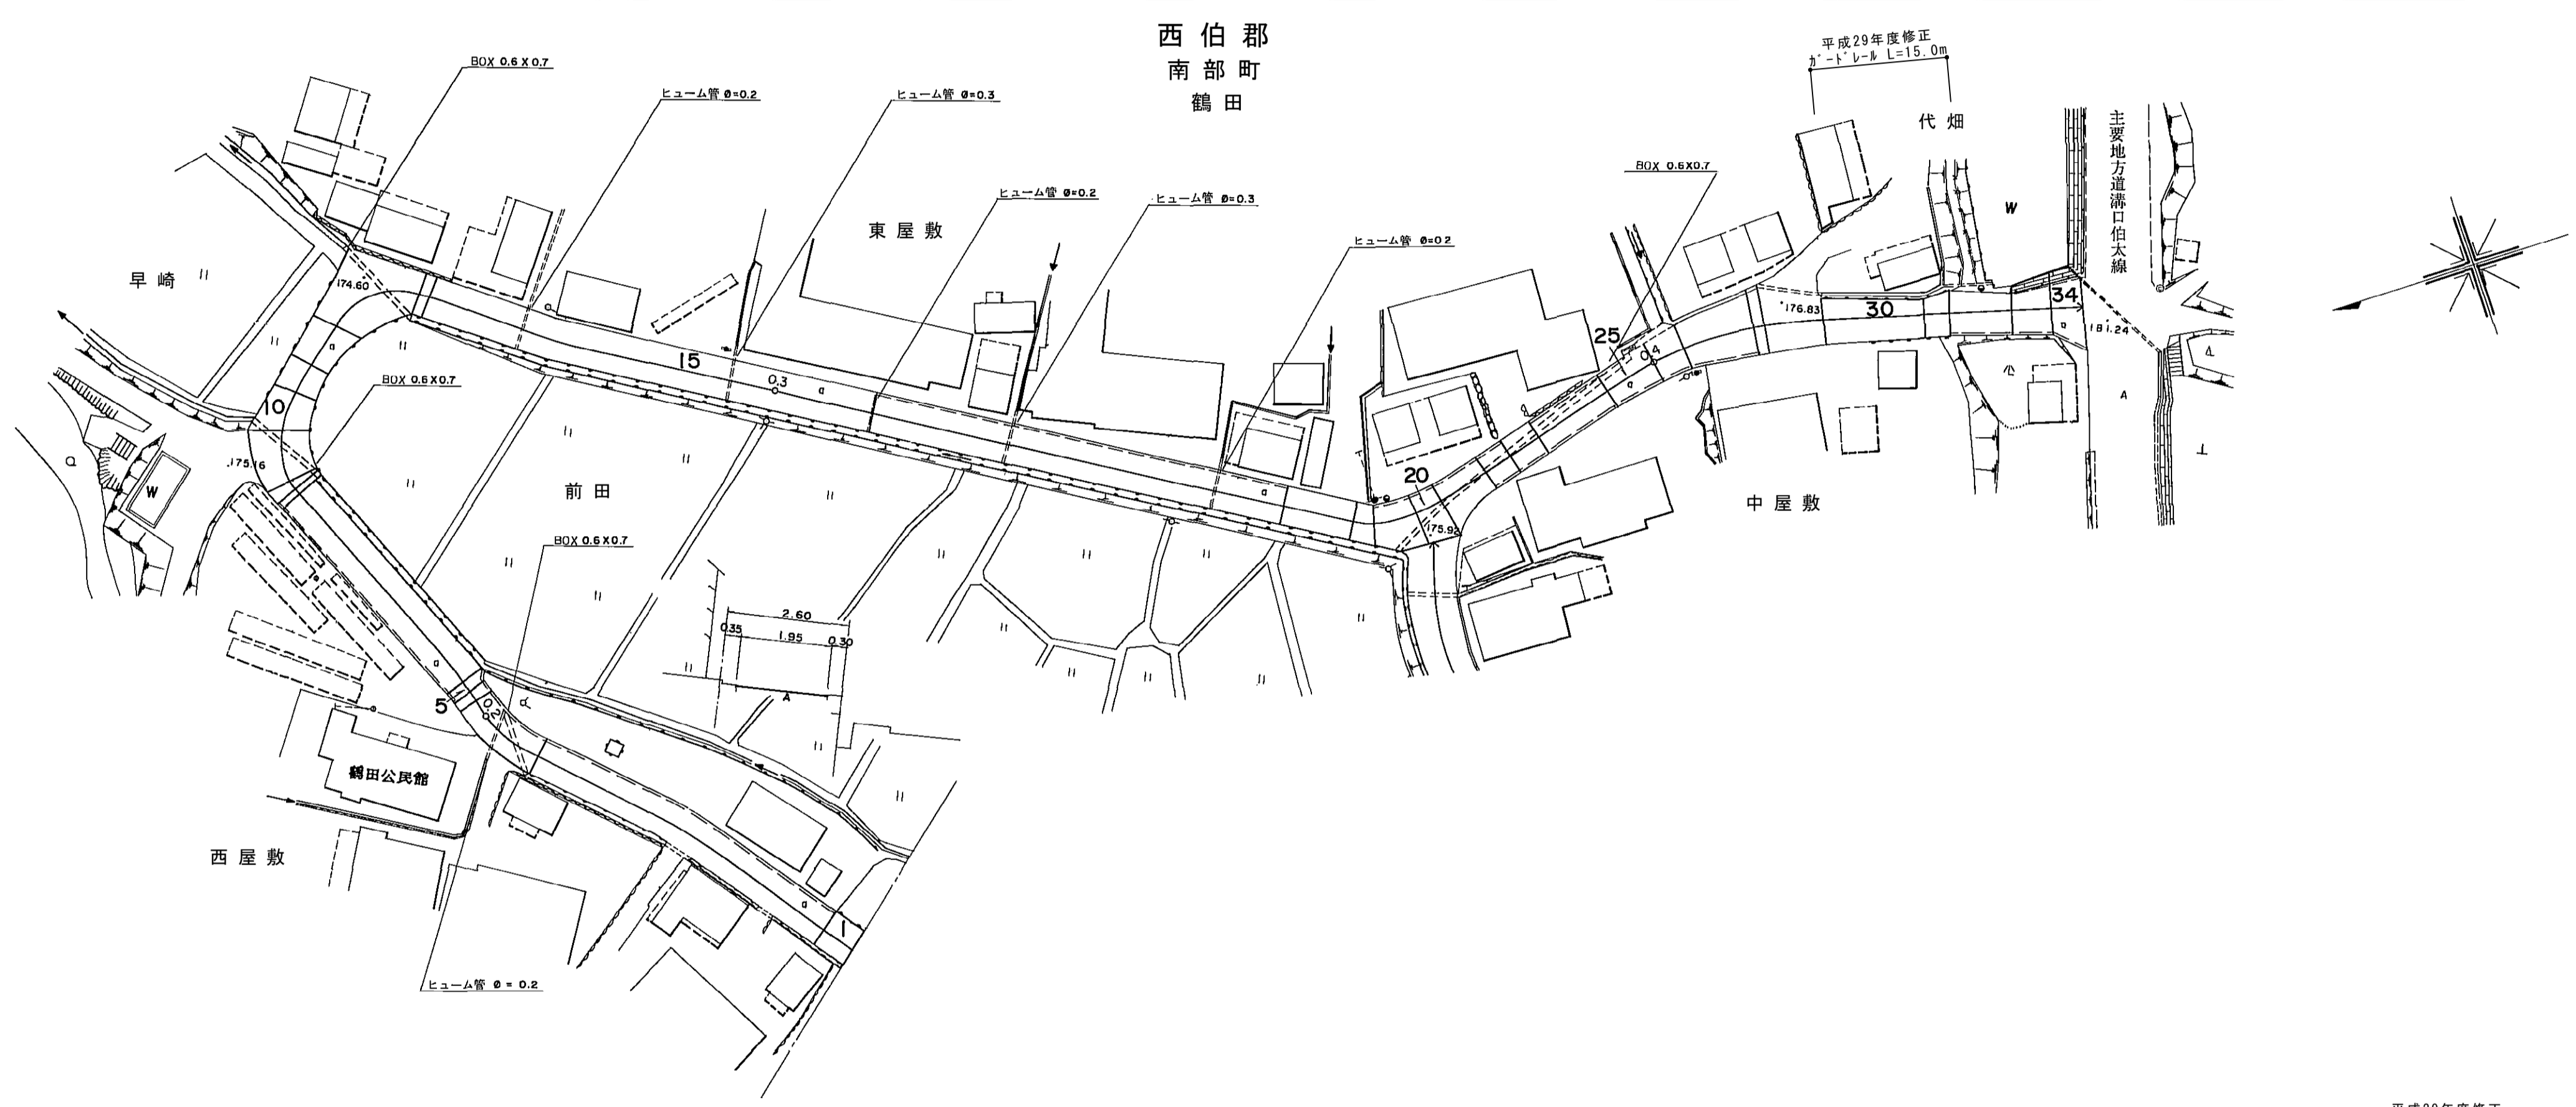 西伯郡
南部町
鶴田
平成29年度修正
ガードレール L=15.0m
BOX 0.6X0.7
ヒューム管 Ø=0.2
ヒューム管 Ø=0.3
ヒューム管 Ø=0.2
ヒューム管 Ø=0.3
ヒューム管 Ø=0.2
BOX 0.6X0.7
代畑
主要地方道溝口伯太線
東屋敷
早崎
174.60
W
176.83
30
34
181.24
15
0.3
a
25
0.4
a
a
A
BOX 0.6X0.7
10
a
175.16
Q
W
前田
a
20
175.92
中屋敷
BOX 0.6X0.7
2.60
0.35
1.95
0.30
A
a
5
0.2
鶴田公民館
西屋敷
a
1
ヒューム管 Ø = 0.2